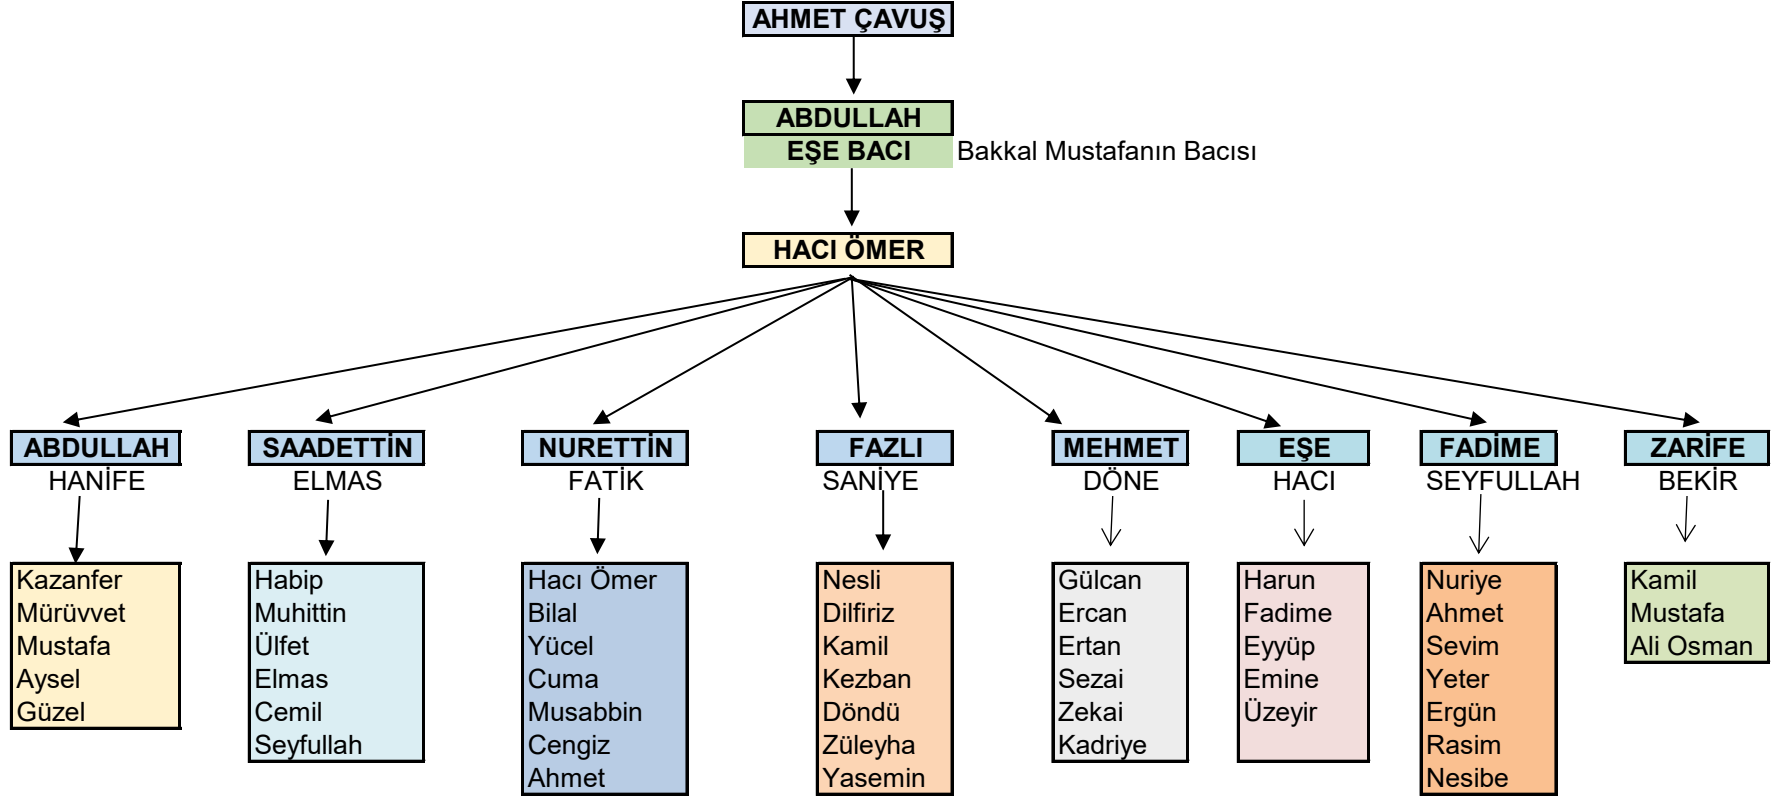 AHMET ÇAVUŞ
ABDULLAH
EŞE BACI Bakkal Mustafanın Bacısı
HACI ÖMER
ABDULLAH
HANİFE
Kazanfer
Mürüvvet
Mustafa
Aysel
Güzel
SAADETTİN
ELMAS
Habip
Muhittin
Ülfet
Elmas
Cemil
Seyfullah
NURETTİN
FATİK
Hacı Ömer
Bilal
Yücel
Cuma
Musabbin
Cengiz
Ahmet
FAZLI
SANİYE
Nesli
Dilfiriz
Kamil
Kezban
Döndü
Züleyha
Yasemin
MEHMET
DÖNE
Gülcan
Ercan
Ertan
Sezai
Zekai
Kadriye
EŞE
HACI
Harun
Fadime
Eyyüp
Emine
Üzeyir
FADİME
SEYFULLAH
Nuriye
Ahmet
Sevim
Yeter
Ergün
Rasim
Nesibe
ZARİFE
BEKİR
Kamil
Mustafa
Ali Osman